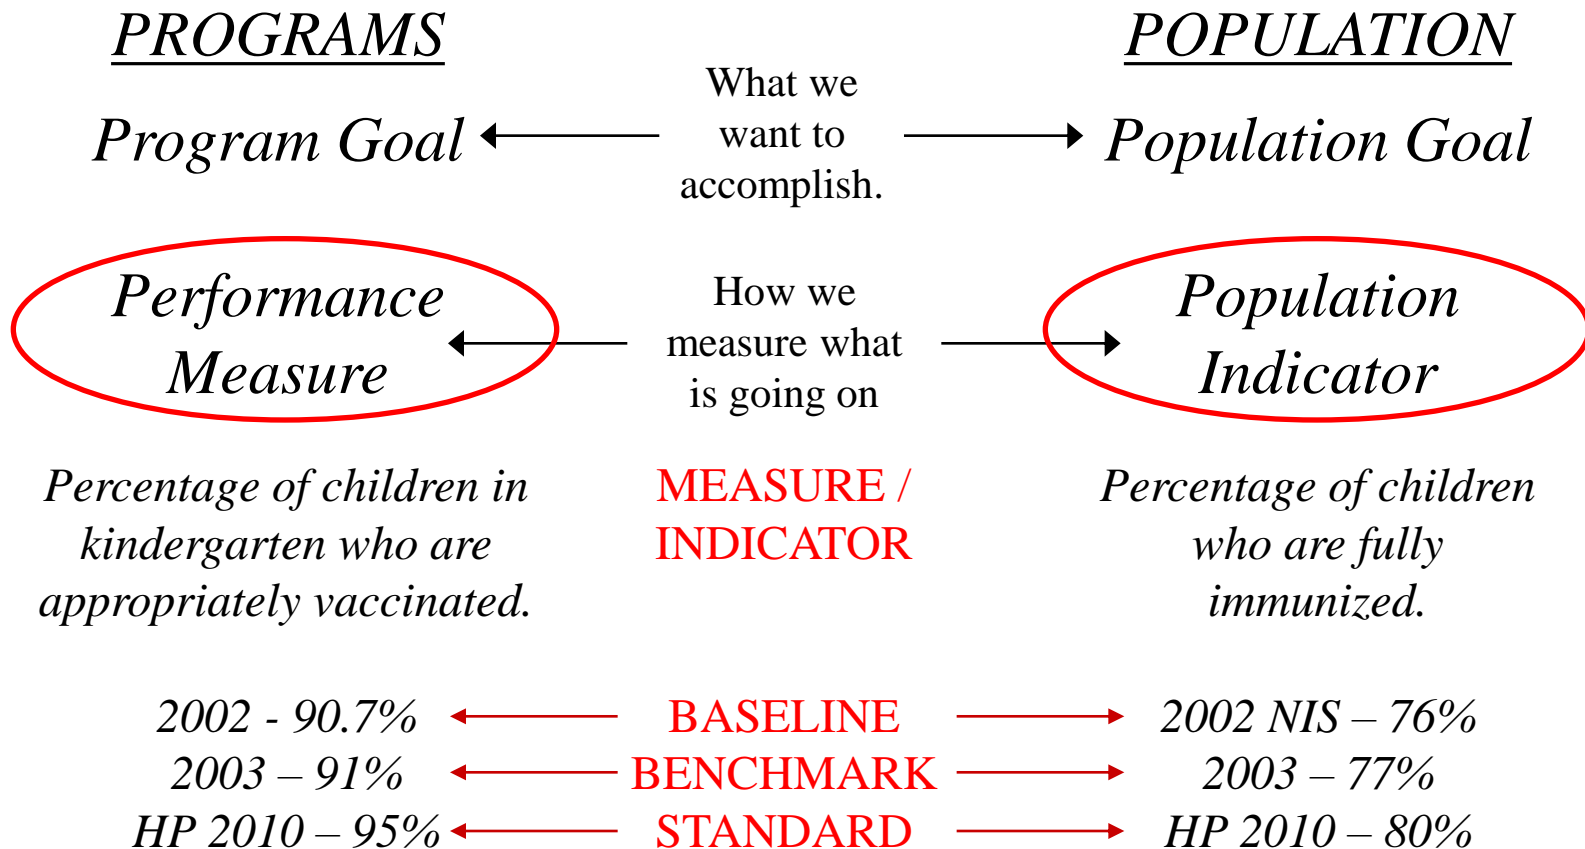 PROGRAMS
POPULATION
Program Goal
What we
want to
accomplish.
Population Goal
Performance
Measure
How we
measure what
is going on
Population
Indicator
Percentage of children in
kindergarten who are
appropriately vaccinated.
MEASURE /
INDICATOR
Percentage of children
who are fully
immunized.
2002 - 90.7%
BASELINE
2002 NIS – 76%
2003 – 91%
BENCHMARK
2003 – 77%
HP 2010 – 95%
STANDARD
HP 2010 – 80%